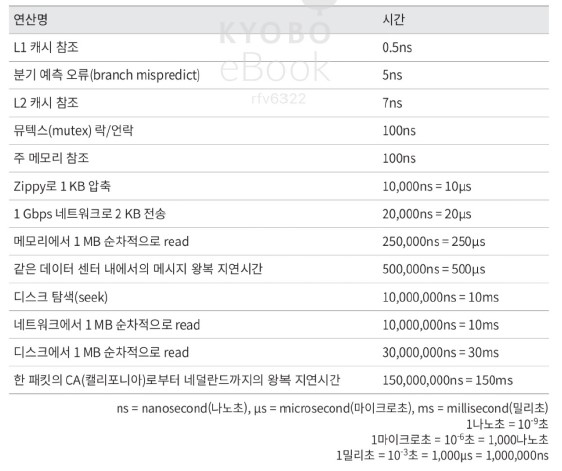 KYOBO
eBook
rfv6322
연산명 시간
L1 캐시 참조 0.5ns
분기 예측 오류(branch mispredict) 5ns
L2 캐시 참조 7ns
뮤텍스(mutex) 락/언락 100ns
주 메모리 참조 100ns
Zippy로 1 KB 압축 10,000ns = 10μs
1 Gbps 네트워크로 2 KB 전송 20,000ns = 20μs
메모리에서 1 MB 순차적으로 read 250,000ns = 250μs
같은 데이터 센터 내에서의 메시지 왕복 지연시간 500,000ns = 500μs
디스크 탐색(seek) 10,000,000ns = 10ms
네트워크에서 1 MB 순차적으로 read 10,000,000ns = 10ms
디스크에서 1 MB 순차적으로 read 30,000,000ns = 30ms
한 패킷의 CA(캘리포니아)로부터 네덜란드까지의 왕복 지연시간 150,000,000ns = 150ms
ns = nanosecond(나노초), μs = microsecond(마이크로초), ms = millisecond(밀리초)
1나노초 = 10⁻⁹초
1마이크로초 = 10⁻⁶초 = 1,000나노초
1밀리초 = 10⁻³초 = 1,000μs = 1,000,000ns